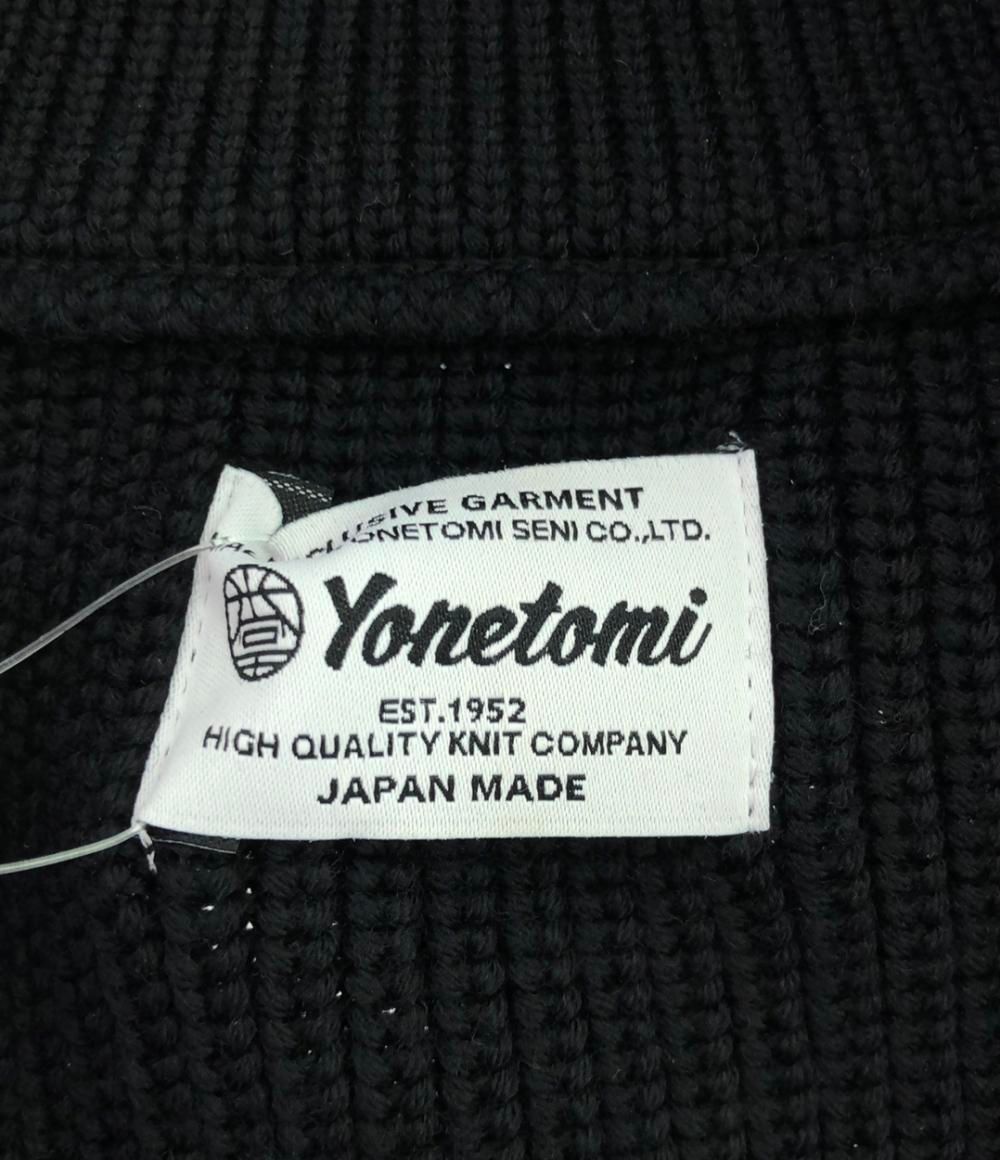 GARMENT
SENI CO.,LTD.
Yonetomi
EST.1952
HIGH QUALITY KNIT COMPANY
JAPAN MADE